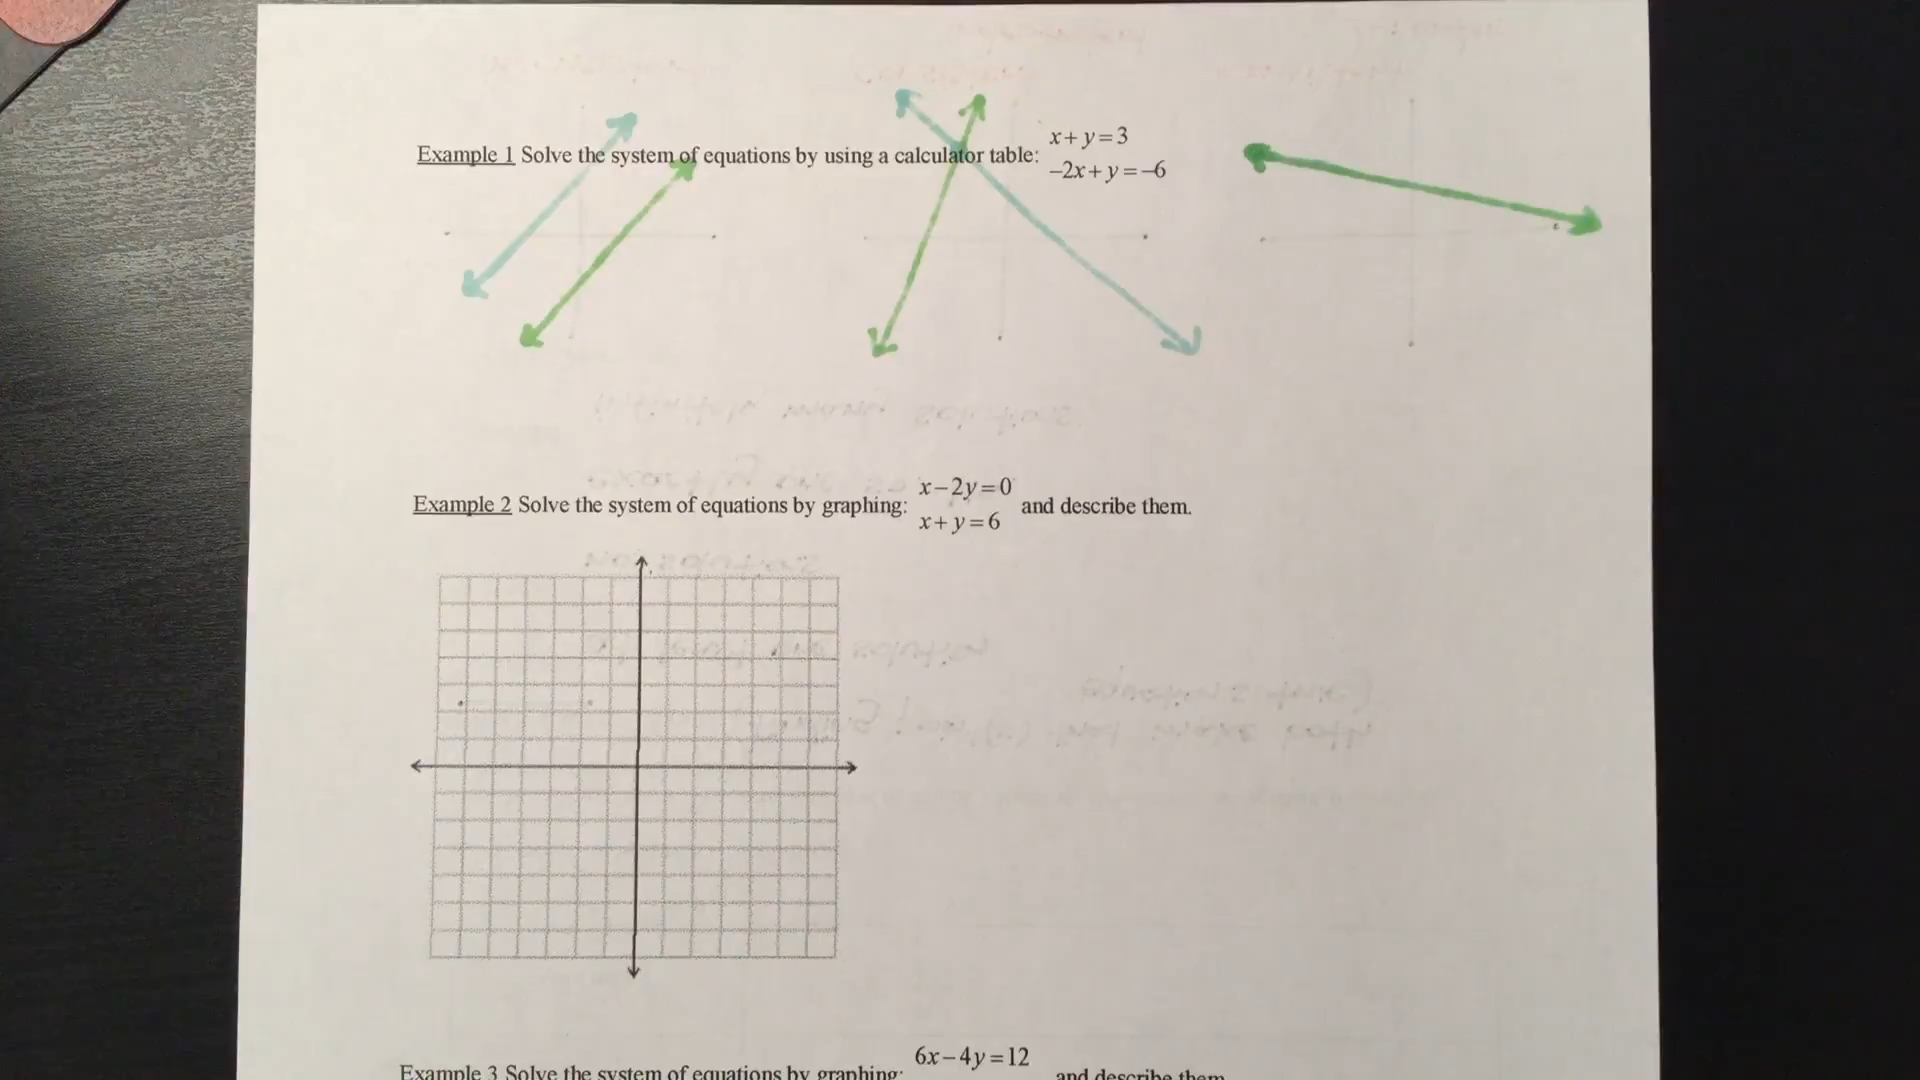 Example 1 Solve the system of equations by using a calculator table: x+y=3
-2x+y=-6
Example 2 Solve the system of equations by graphing: x-2y=0
x+y=6 and describe them.
6x-4y=12
Example 3 Solve the system of equations by graphing: and describe them